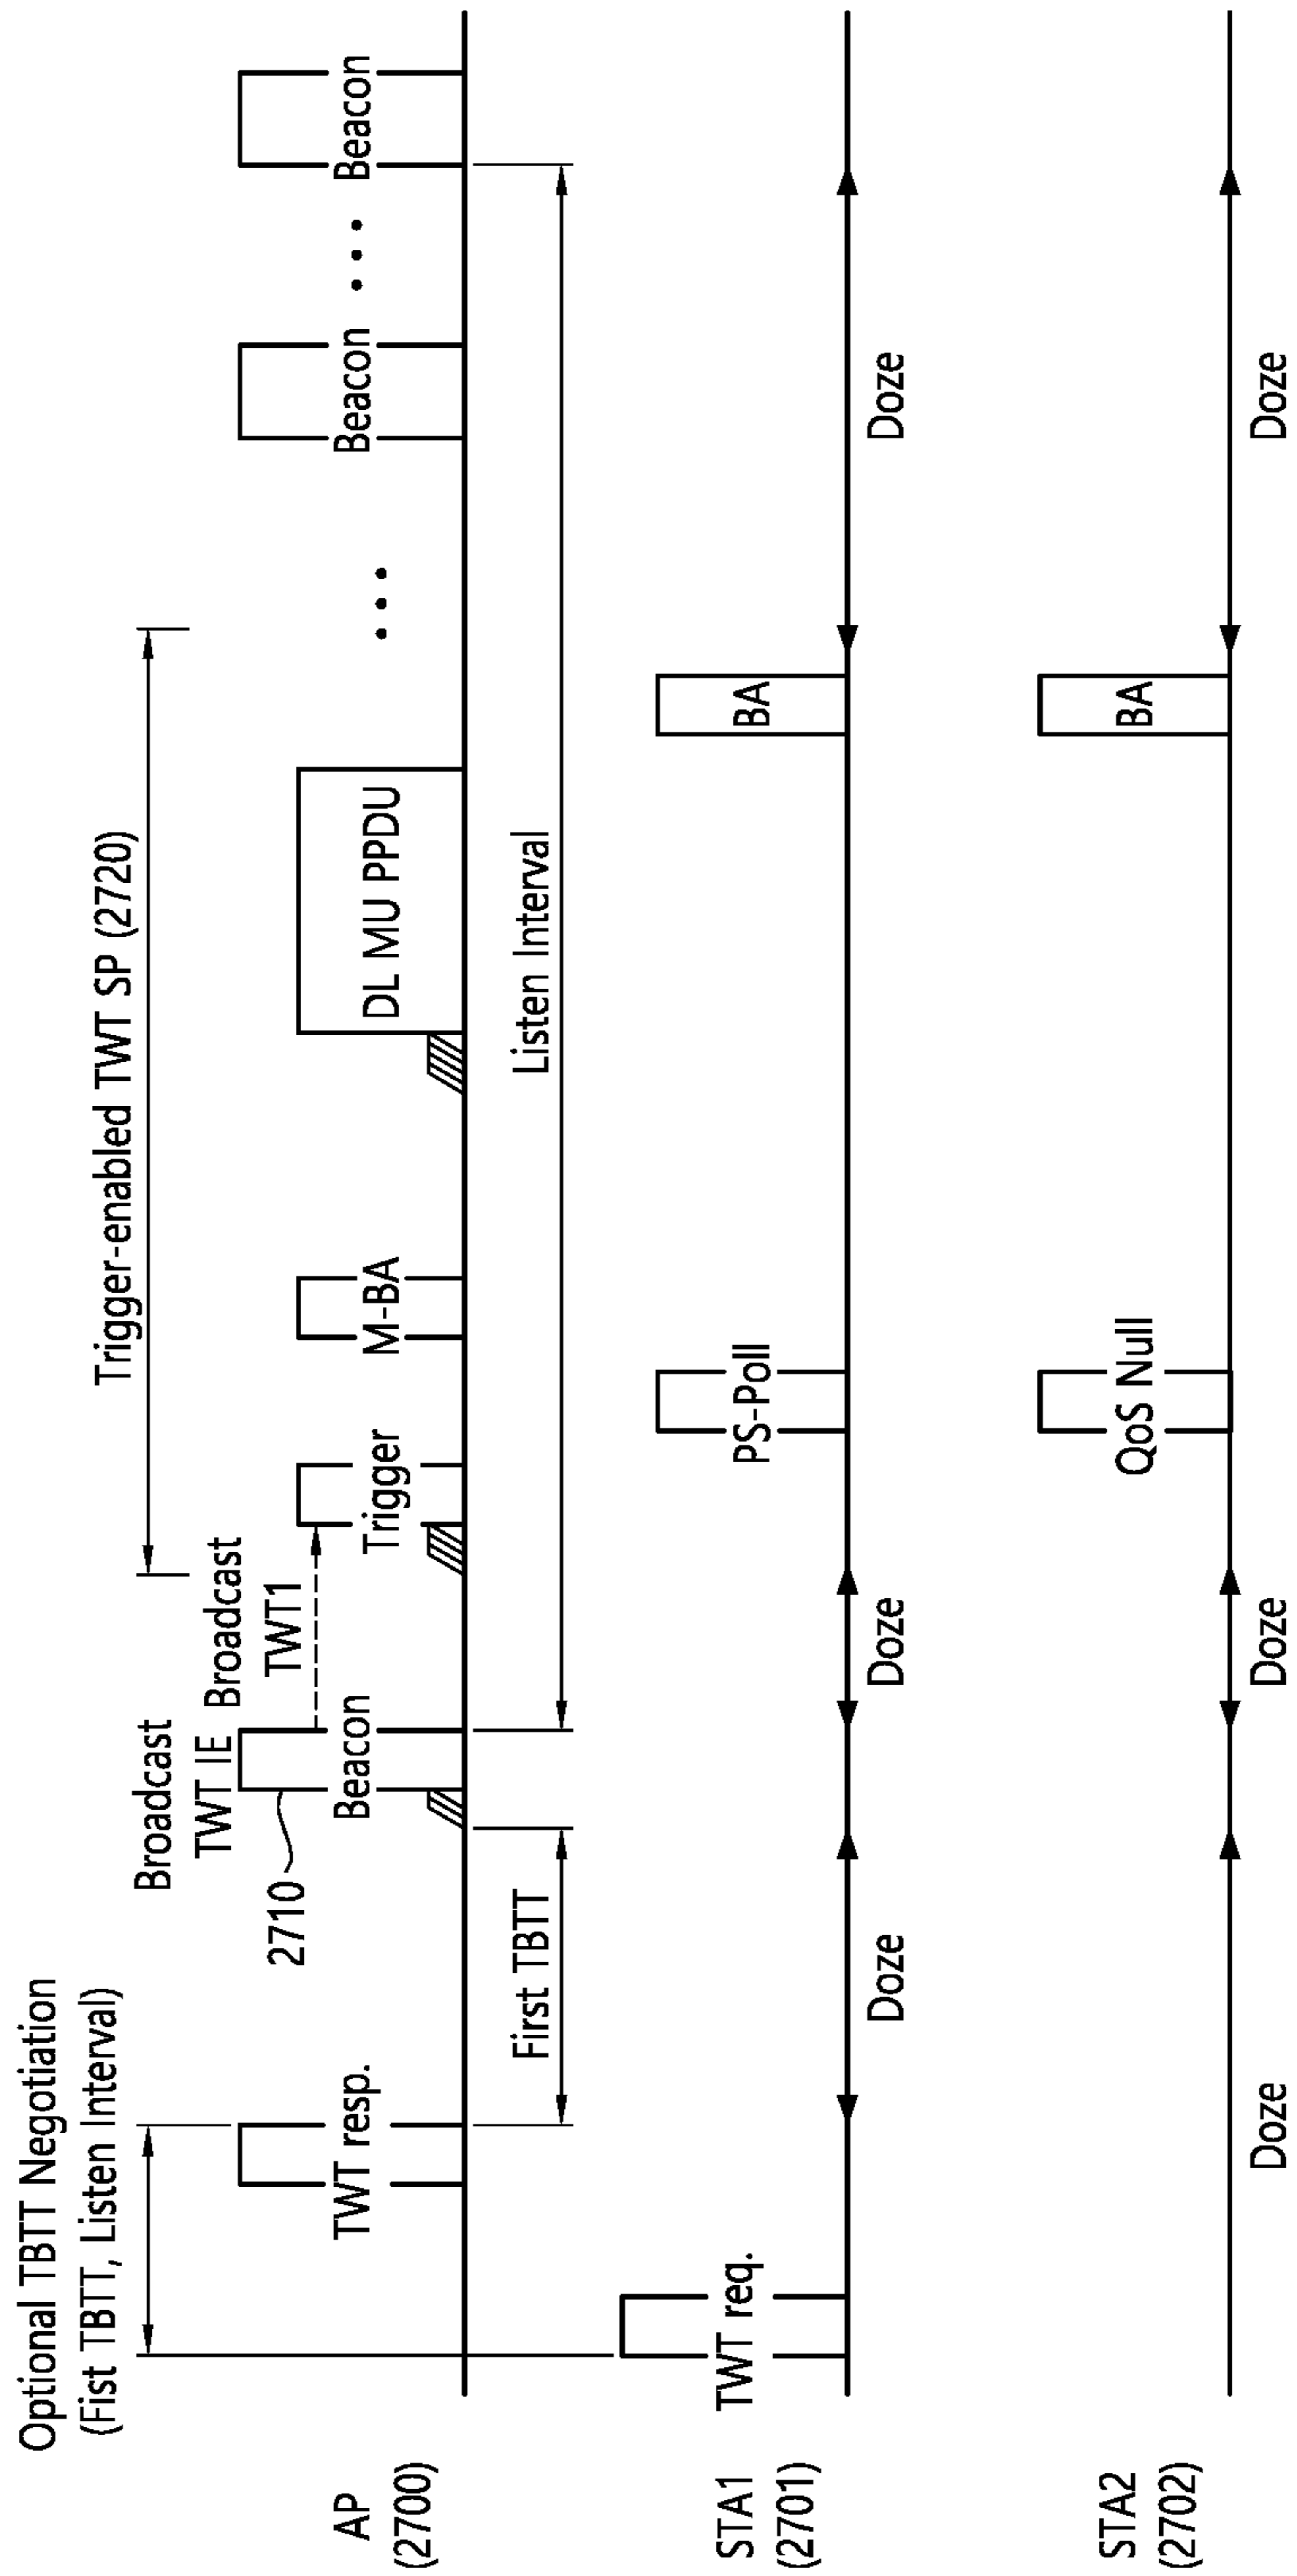 Optional TBTT Negotiation
(Fist TBTT, Listen Interval)
Trigger-enabled TWT SP (2720)
Broadcast
TWT IE
Broadcast
TWT1
2710
AP
(2700)
TWT resp.
Beacon
Trigger
M-BA
DL MU PPDU
Beacon
Beacon
First TBTT
Listen Interval
STA1
(2701)
TWT req.
PS-Poll
BA
Doze
Doze
Doze
STA2
(2702)
QoS Null
BA
Doze
Doze
Doze